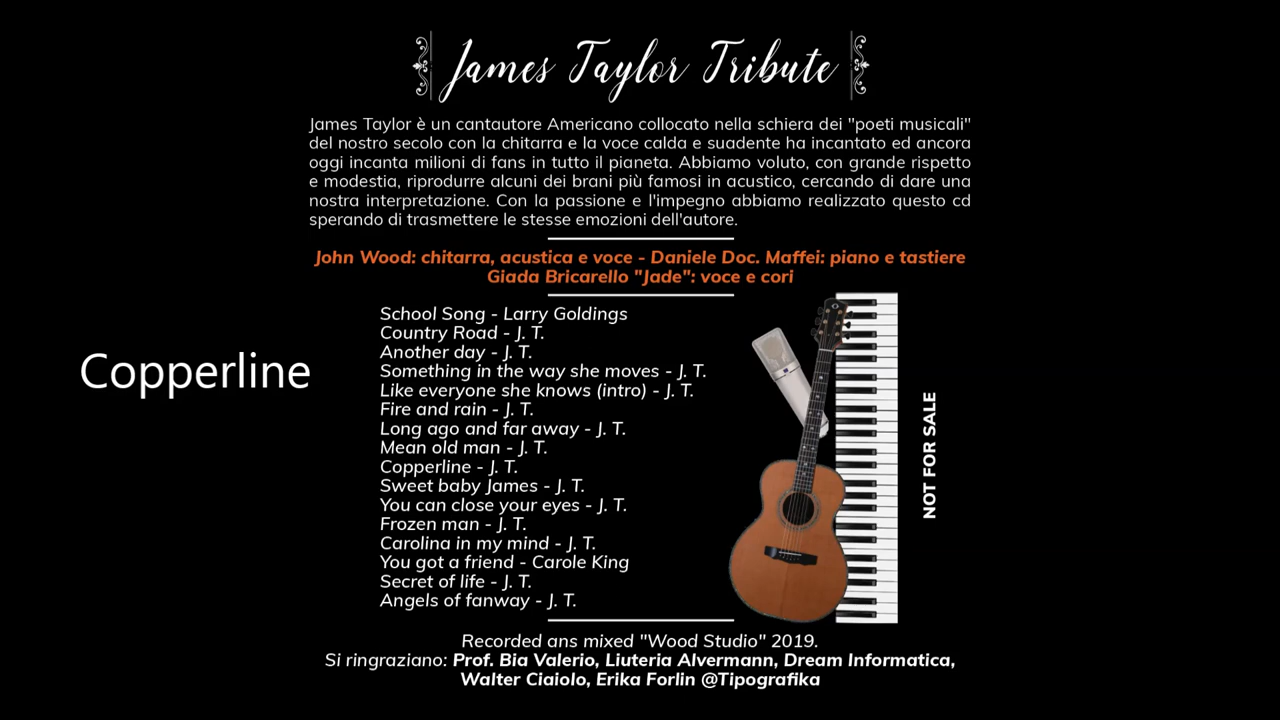 James Taylor Tribute
James Taylor è un cantautore Americano collocato nella schiera dei "poeti musicali"
del nostro secolo con la chitarra e la voce calda e suadente ha incantato ed ancora
oggi incanta milioni di fans in tutto il pianeta. Abbiamo voluto, con grande rispetto
e modestia, riprodurre alcuni dei brani più famosi in acustico, cercando di dare una
nostra interpretazione. Con la passione e l'impegno abbiamo realizzato questo cd
sperando di trasmettere le stesse emozioni dell'autore.
John Wood: chitarra, acustica e voce - Daniele Doc. Maffei: piano e tastiere
Giada Bricarello "Jade": voce e cori
Copperline
School Song - Larry Goldings
Country Road - J. T.
Another day - J. T.
Something in the way she moves - J. T.
Like everyone she knows (intro) - J. T.
Fire and rain - J. T.
Long ago and far away - J. T.
Mean old man - J. T.
Copperline - J. T.
Sweet baby James - J. T.
You can close your eyes - J. T.
Frozen man - J. T.
Carolina in my mind - J. T.
You got a friend - Carole King
Secret of life - J. T.
Angels of fanway - J. T.
NOT FOR SALE
Recorded ans mixed "Wood Studio" 2019.
Si ringraziano: Prof. Bia Valerio, Liuteria Alvermann, Dream Informatica,
Walter Ciaiolo, Erika Forlin @Tipografika